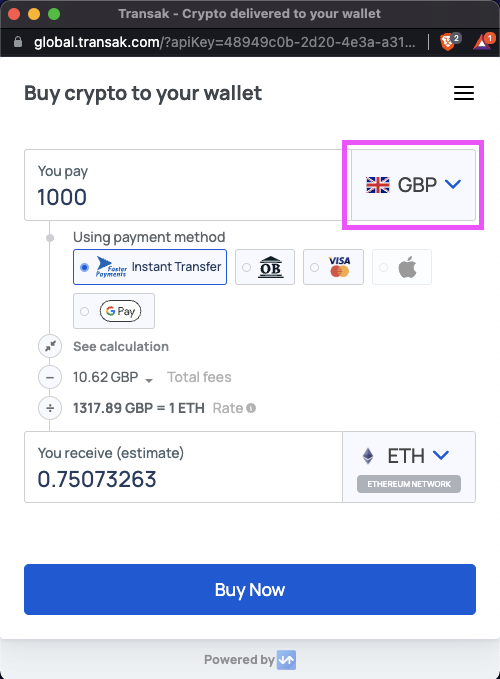 Transak - Crypto delivered to your wallet
global.transak.com/?apiKey=48949c0b-2d20-4e3a-a31...
2
1
Buy crypto to your wallet
You pay
1000
GBP
Using payment method
Faster Payments Instant Transfer
OB
VISA
mastercard
G Pay
See calculation
10.62 GBP Total fees
1317.89 GBP = 1 ETH Rate
You receive (estimate)
0.75073263
ETH
ETHEREUM NETWORK
Buy Now
Powered by